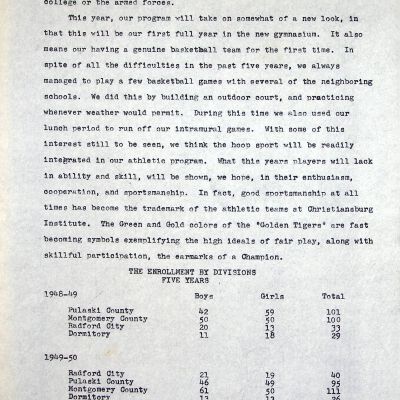 college or the armed forces.
This year, our program will take on somewhat of a new look, in
that this will be our first full year in the new gymnasium. It also
means our having a genuine basketball team for the first time. In
spite of all the difficulties in the past five years, we always
managed to play a few basketball games with several of the neighboring
schools. We did this by building an outdoor court, and practicing
whenever weather would permit. During this time we also used our
lunch period to run off our intramural games. With some of this
interest still to be seen, we think the hoop sport will be readily
integrated in our athletic program. What this years players will lack
in ability and skill, will be shown, we hope, in their enthusiasm,
cooperation, and sportsmanship. In fact, good sportsmanship at all
times has become the trademark of the athletic teams at Christiansburg
Institute. The Green and Gold colors of the "Golden Tigers" are fast
becoming symbols exemplifying the high ideals of fair play, along with
skillful participation, the earmarks of a Champion.
THE ENROLLMENT BY DIVISIONS
FIVE YEARS
1948-49 Boys Girls Total
Pulaski County 42 59 101
Montgomery County 50 50 100
Radford City 20 13 33
Dormitory 11 18 29
1949-50
Radford City 21 19 40
Pulaski County 46 49 95
Montgomery County 61 50 111
Dormitory 13 13 26